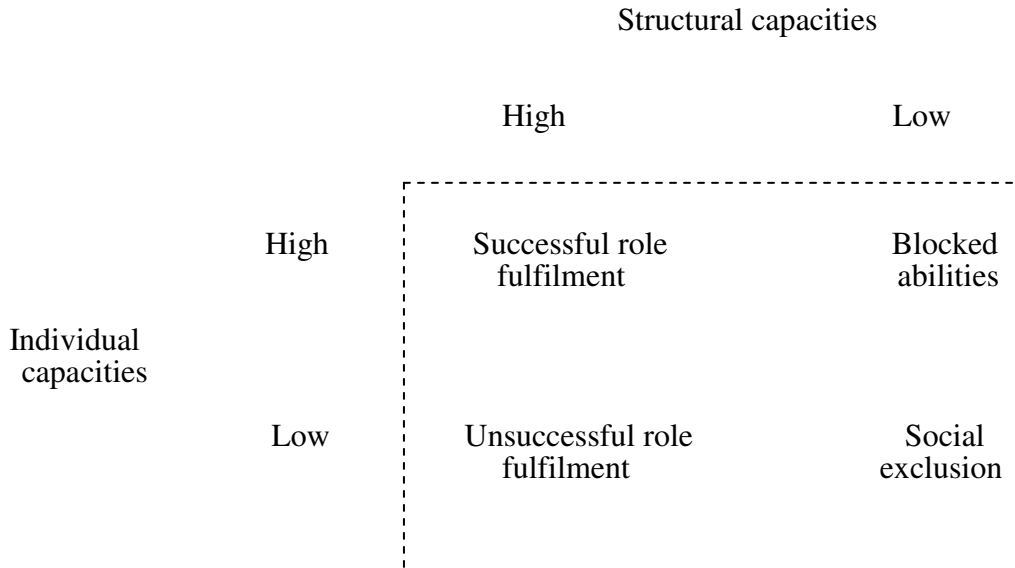 Structural capacities
High Low
High Successful role Blocked
fulfilment abilities
Individual
capacities
Low Unsuccessful role Social
fulfilment exclusion